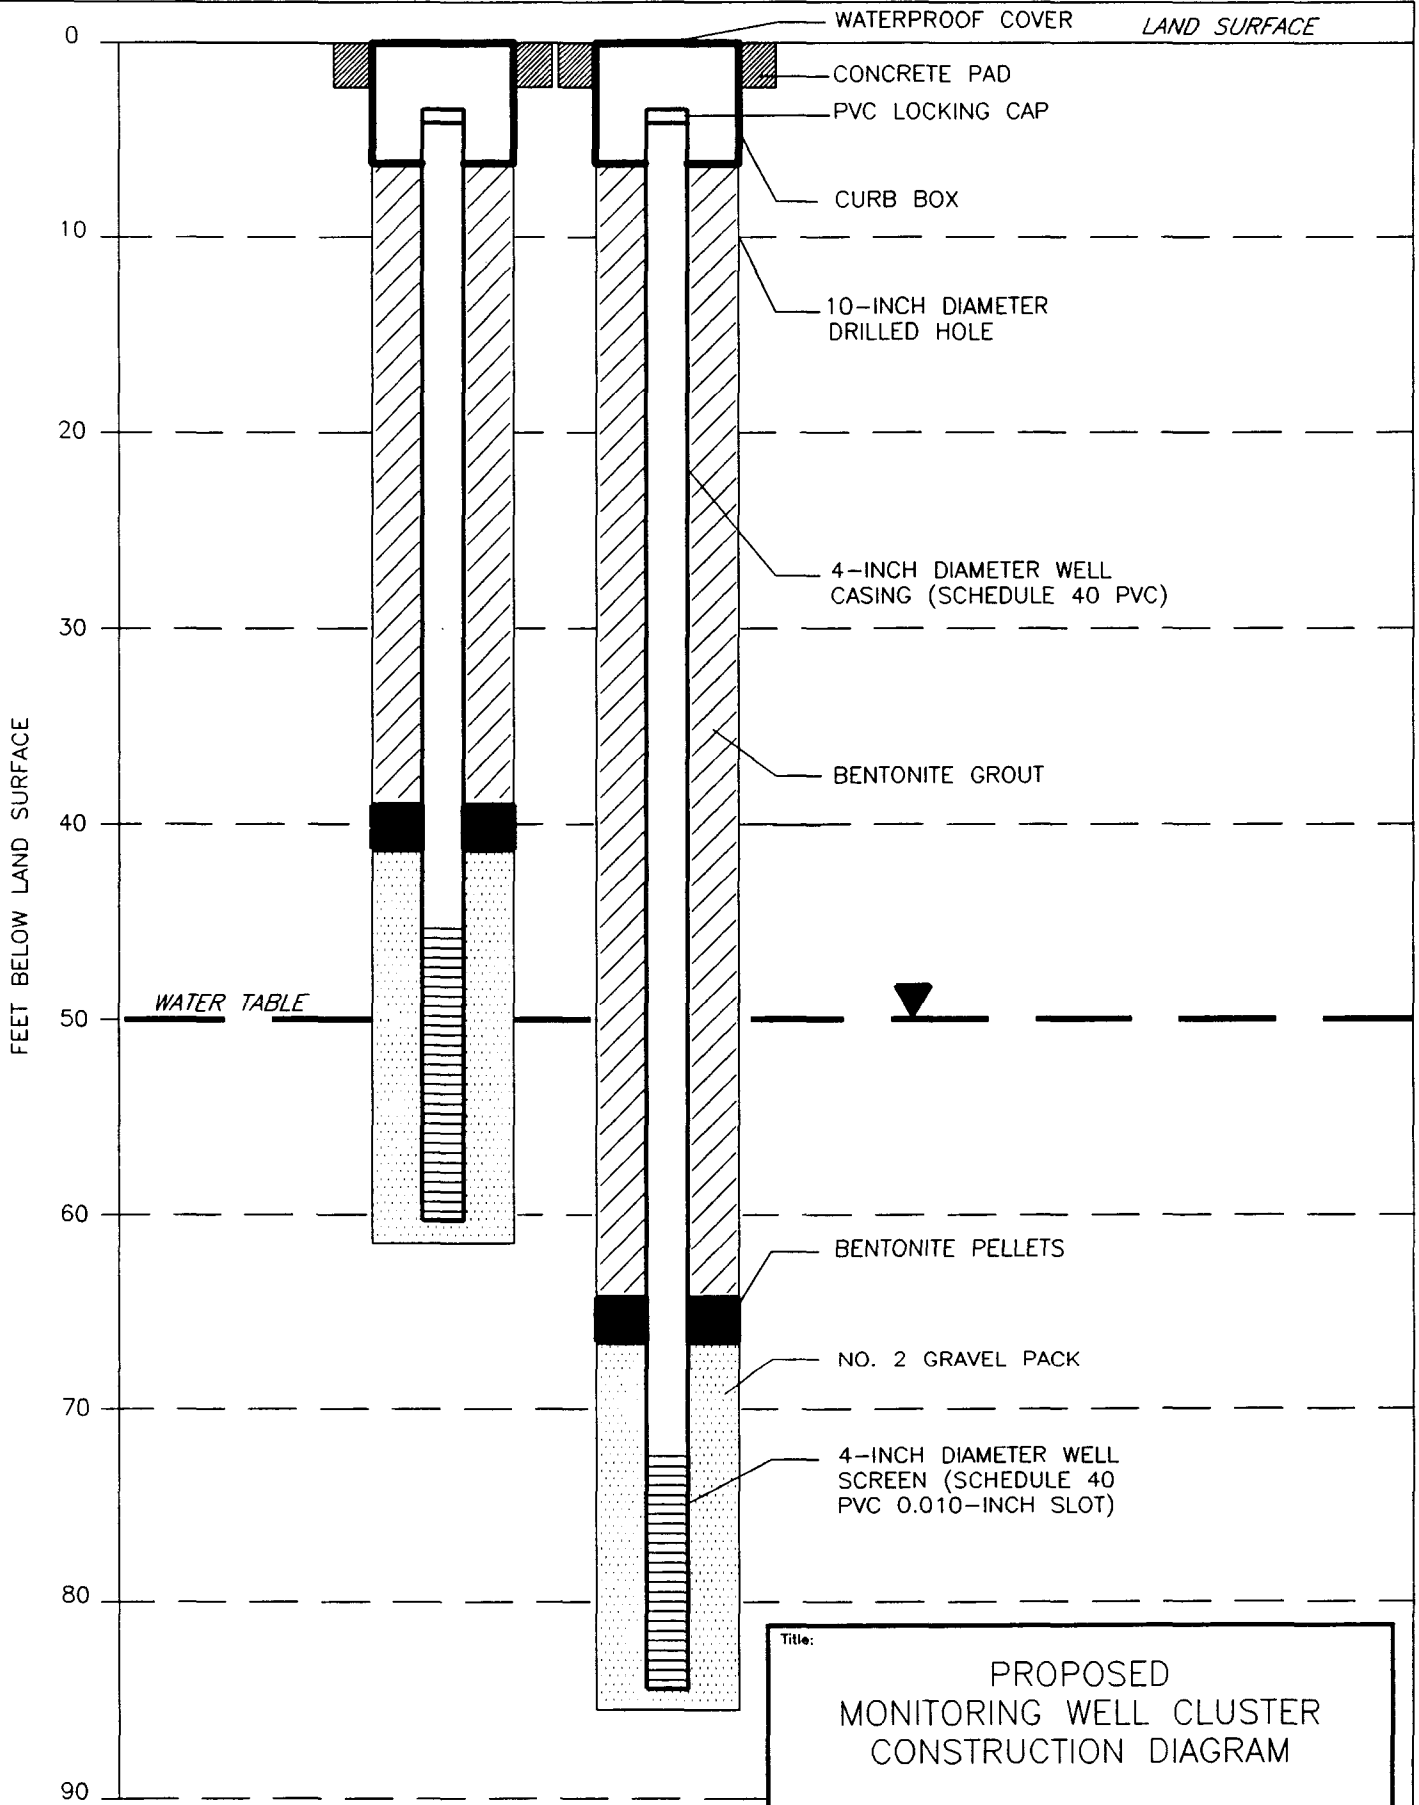 WATERPROOF COVER
LAND SURFACE
0
CONCRETE PAD
PVC LOCKING CAP
CURB BOX
10
10-INCH DIAMETER
DRILLED HOLE
20
4-INCH DIAMETER WELL
CASING (SCHEDULE 40 PVC)
30
FEET BELOW LAND SURFACE
BENTONITE GROUT
40
WATER TABLE
50
60
BENTONITE PELLETS
NO. 2 GRAVEL PACK
70
4-INCH DIAMETER WELL
SCREEN (SCHEDULE 40
PVC 0.010-INCH SLOT)
80
Title:
PROPOSED
MONITORING WELL CLUSTER
CONSTRUCTION DIAGRAM
90